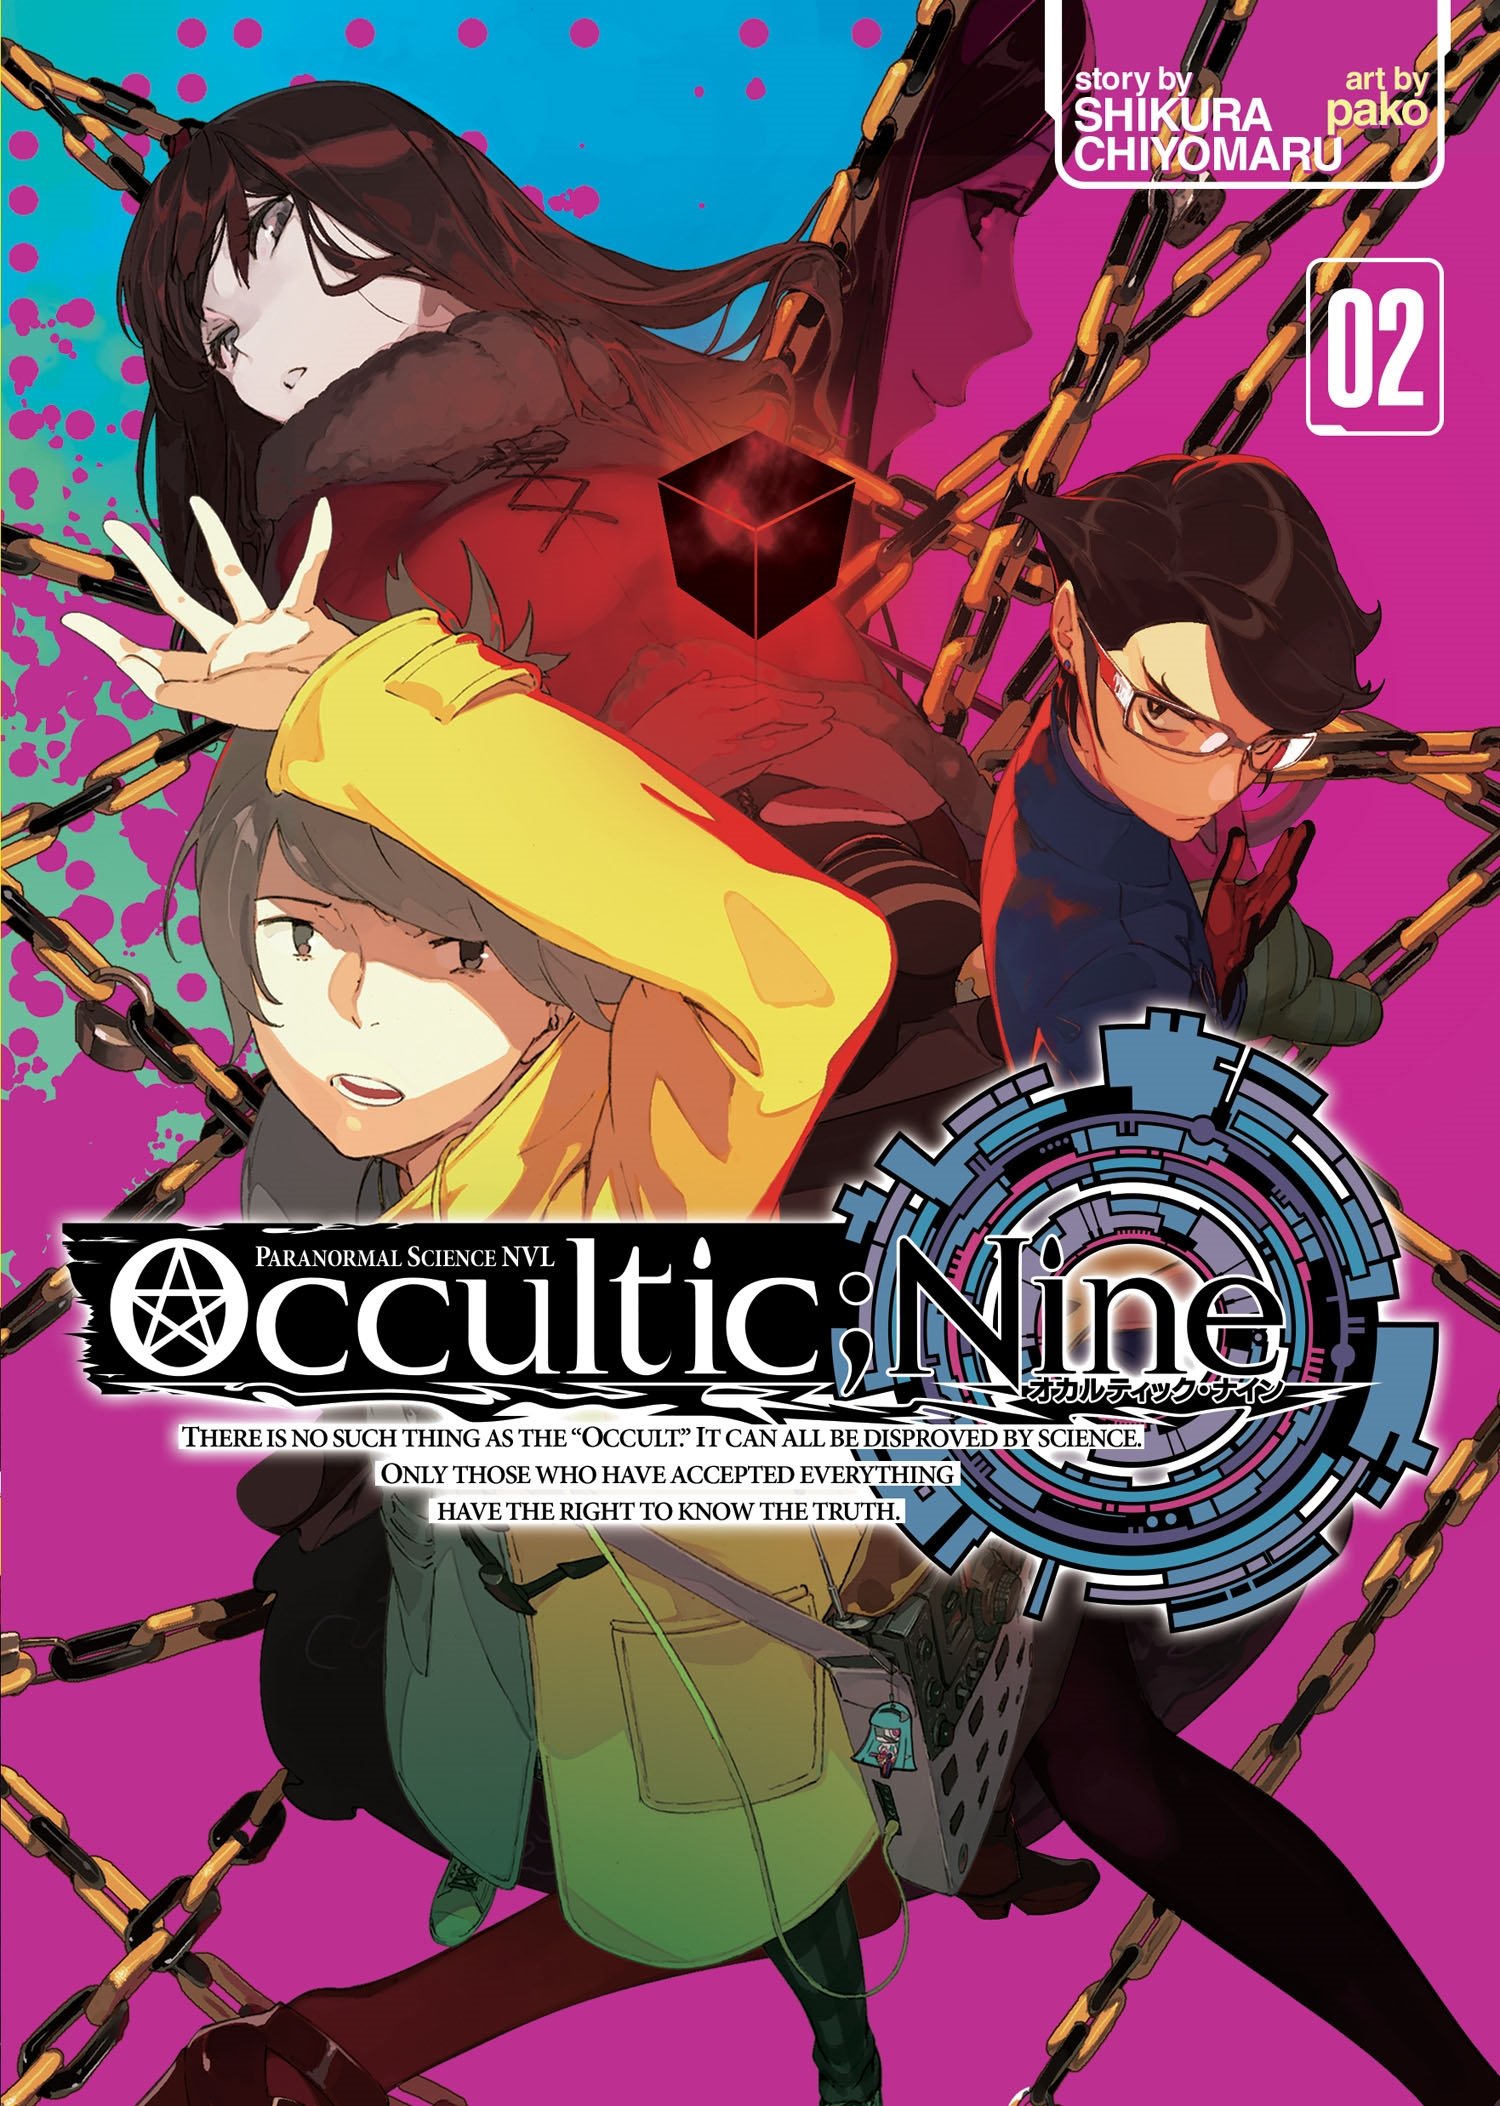 story by
SHIKURA
CHIYOMARU
art by
pako
02
PARANORMAL SCIENCE NVL
Occultic;Nine
オカルティック・ナイン
THERE IS NO SUCH THING AS THE “OCCULT.” IT CAN ALL BE DISPROVED BY SCIENCE.
ONLY THOSE WHO HAVE ACCEPTED EVERYTHING
HAVE THE RIGHT TO KNOW THE TRUTH.